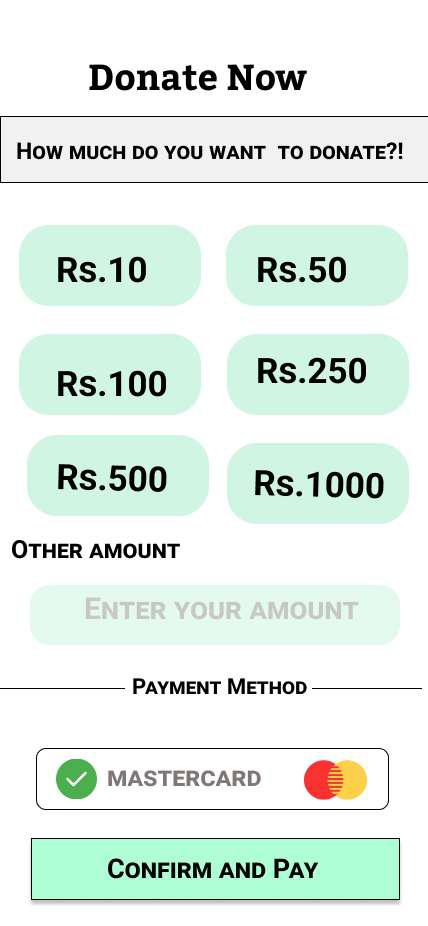 Donate Now
How much do you want to donate?!
Rs.10
Rs.50
Rs.100
Rs.250
Rs.500
Rs.1000
Other amount
Enter your amount
Payment Method
MASTERCARD
Confirm and Pay